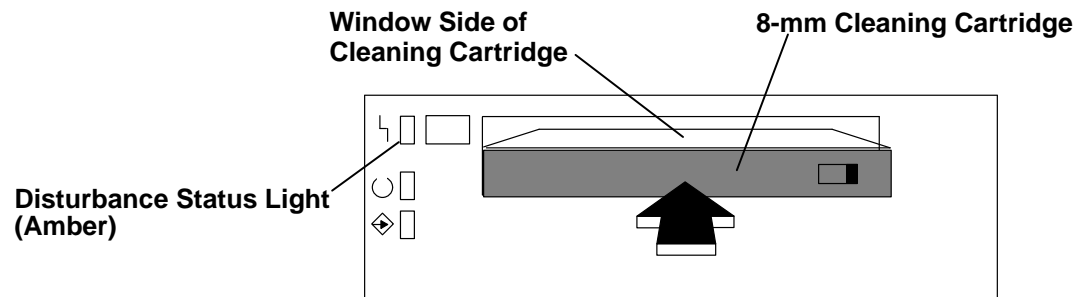 Window Side of
Cleaning Cartridge
8-mm Cleaning Cartridge
Disturbance Status Light
(Amber)